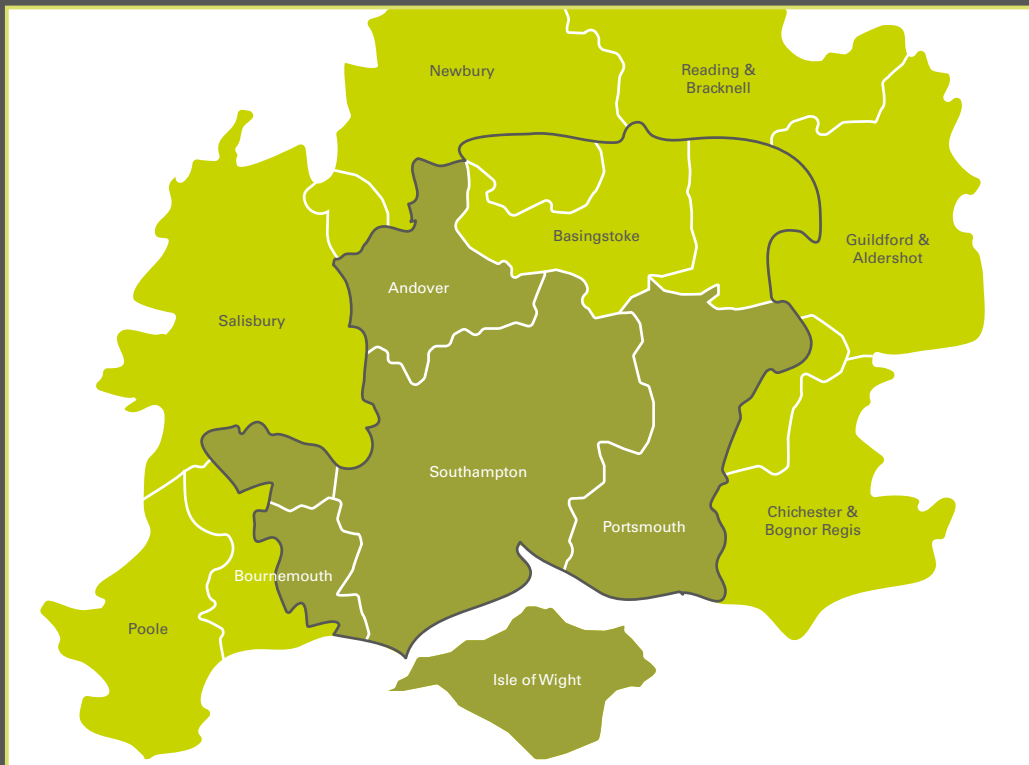 Newbury
Reading &
Bracknell
Basingstoke
Guildford &
Aldershot
Andover
Salisbury
Southampton
Portsmouth
Chichester &
Bognor Regis
Bournemouth
Poole
Isle of Wight